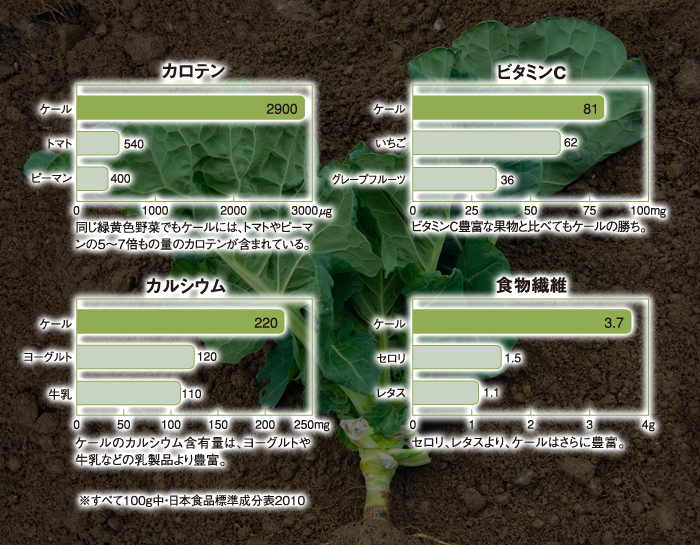 カロテン
ケール 2900
トマト 540
ピーマン 400
0 1000 2000 3000μg
同じ緑黄色野菜でもケールには、トマトやピーマ
ンの5〜7倍もの量のカロテンが含まれている。
ビタミンC
ケール 81
いちご 62
グレープフルーツ 36
0 25 50 75 100mg
ビタミンC豊富な果物と比べてもケールの勝ち。
カルシウム
ケール 220
ヨーグルト 120
牛乳 110
0 50 100 150 200 250mg
ケールのカルシウム含有量は、ヨーグルトや
牛乳などの乳製品より豊富。
食物繊維
ケール 3.7
セロリ 1.5
レタス 1.1
0 1 2 3 4g
セロリ、レタスより、ケールはさらに豊富。
※すべて100g中・日本食品標準成分表2010